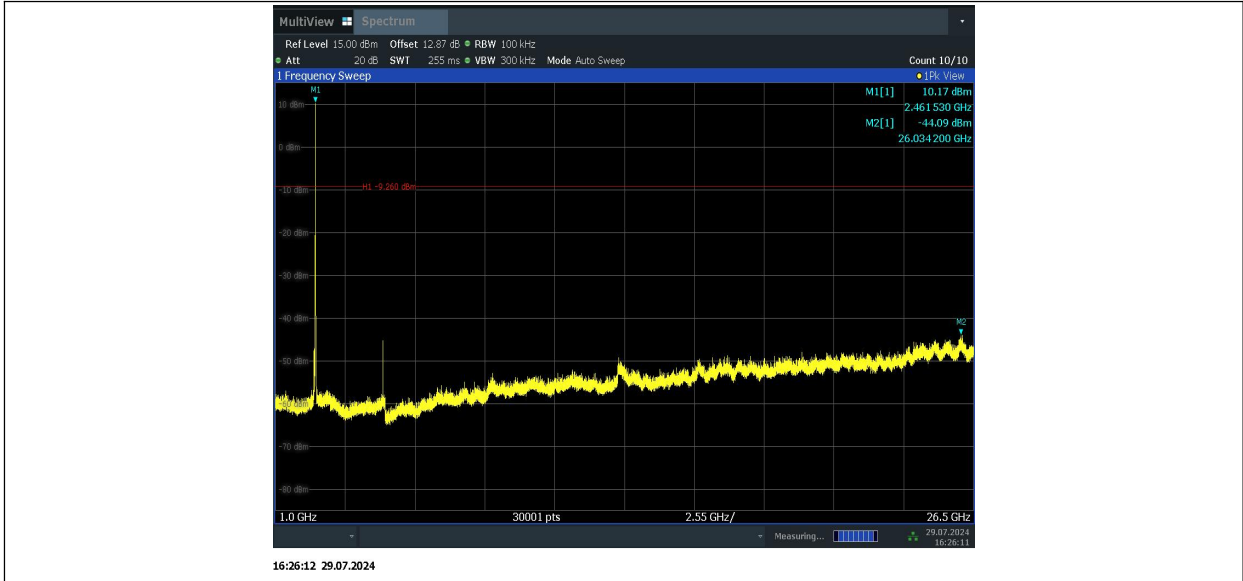 MultiView Spectrum
Ref Level 15.00 dBm Offset 12.87 dB RBW 100 kHz
Att 20 dB SWT 255 ms VBW 300 kHz Mode Auto Sweep Count 10/10
1 Frequency Sweep 1Pk View
M1 M1[1] 10.17 dBm
10 dBm 2.461 530 GHz
M2[1] -44.09 dBm
26.034 200 GHz
0 dBm
-10 dBm H1 -9.260 dBm
-20 dBm
-30 dBm
-40 dBm
M2
-50 dBm
-60 dBm
-70 dBm
-80 dBm
1.0 GHz 30001 pts 2.55 GHz/ 26.5 GHz
Measuring... 29.07.2024
16:26:11
16:26:12 29.07.2024